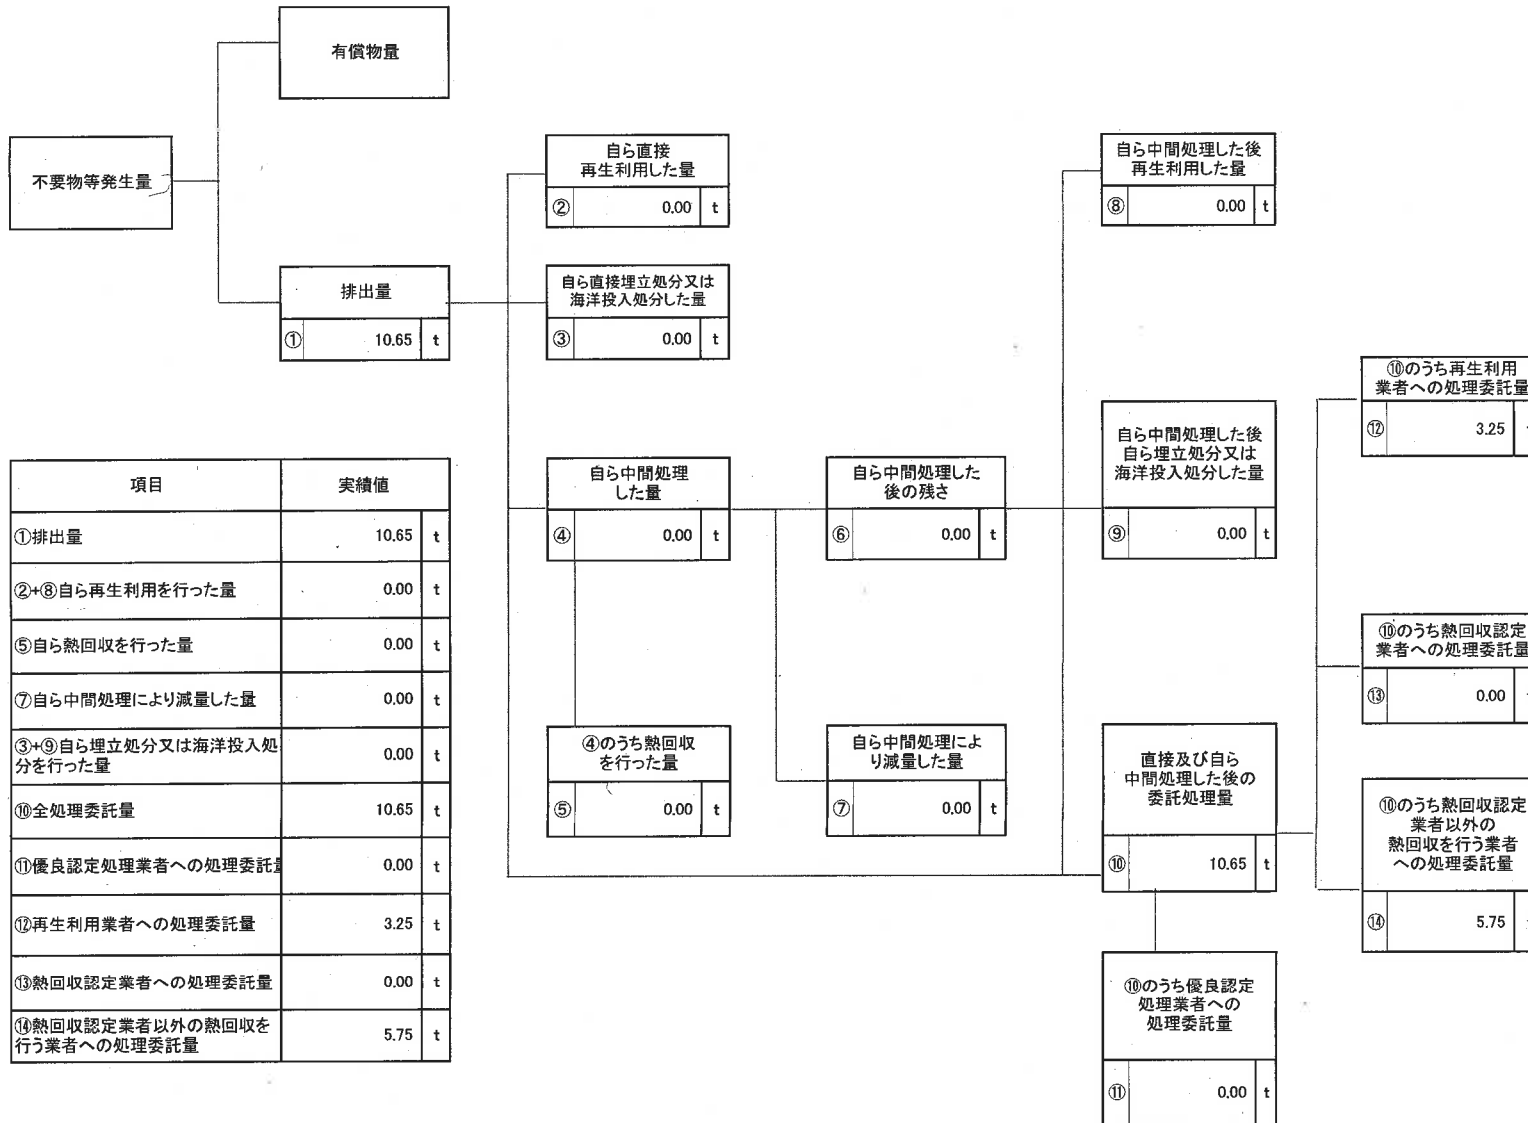 有償物量
不要物等発生量
自ら直接
再生利用した量
② 0.00 t
自ら中間処理した後
再生利用した量
⑧ 0.00 t
排出量
① 10.65 t
自ら直接埋立処分又は
海洋投入処分した量
③ 0.00 t
⑩のうち再生利用
業者への処理委託量
⑫ 3.25
自ら中間処理した後
自ら埋立処分又は
海洋投入処分した量
⑨ 0.00 t
自ら中間処理
した量
④ 0.00 t
自ら中間処理した
後の残さ
⑥ 0.00 t
項目 実績値
①排出量 10.65 t
②+⑧自ら再生利用を行った量 0.00 t
⑤自ら熱回収を行った量 0.00 t
⑦自ら中間処理により減量した量 0.00 t
③+⑨自ら埋立処分又は海洋投入処
分を行った量 0.00 t
⑩全処理委託量 10.65 t
⑪優良認定処理業者への処理委託 0.00 t
⑫再生利用業者への処理委託量 3.25 t
⑬熱回収認定業者への処理委託量 0.00 t
⑭熱回収認定業者以外の熱回収を
行う業者への処理委託量 5.75 t
④のうち熱回収
を行った量
⑤ 0.00 t
自ら中間処理によ
り減量した量
⑦ 0.00 t
直接及び自ら
中間処理した後の
委託処理量
⑩ 10.65 t
⑩のうち熱回収認定
業者への処理委託量
⑬ 0.00
⑩のうち熱回収認定
業者以外の
熱回収を行う業者
への処理委託量
⑭ 5.75
⑩のうち優良認定
処理業者への
処理委託量
⑪ 0.00 t